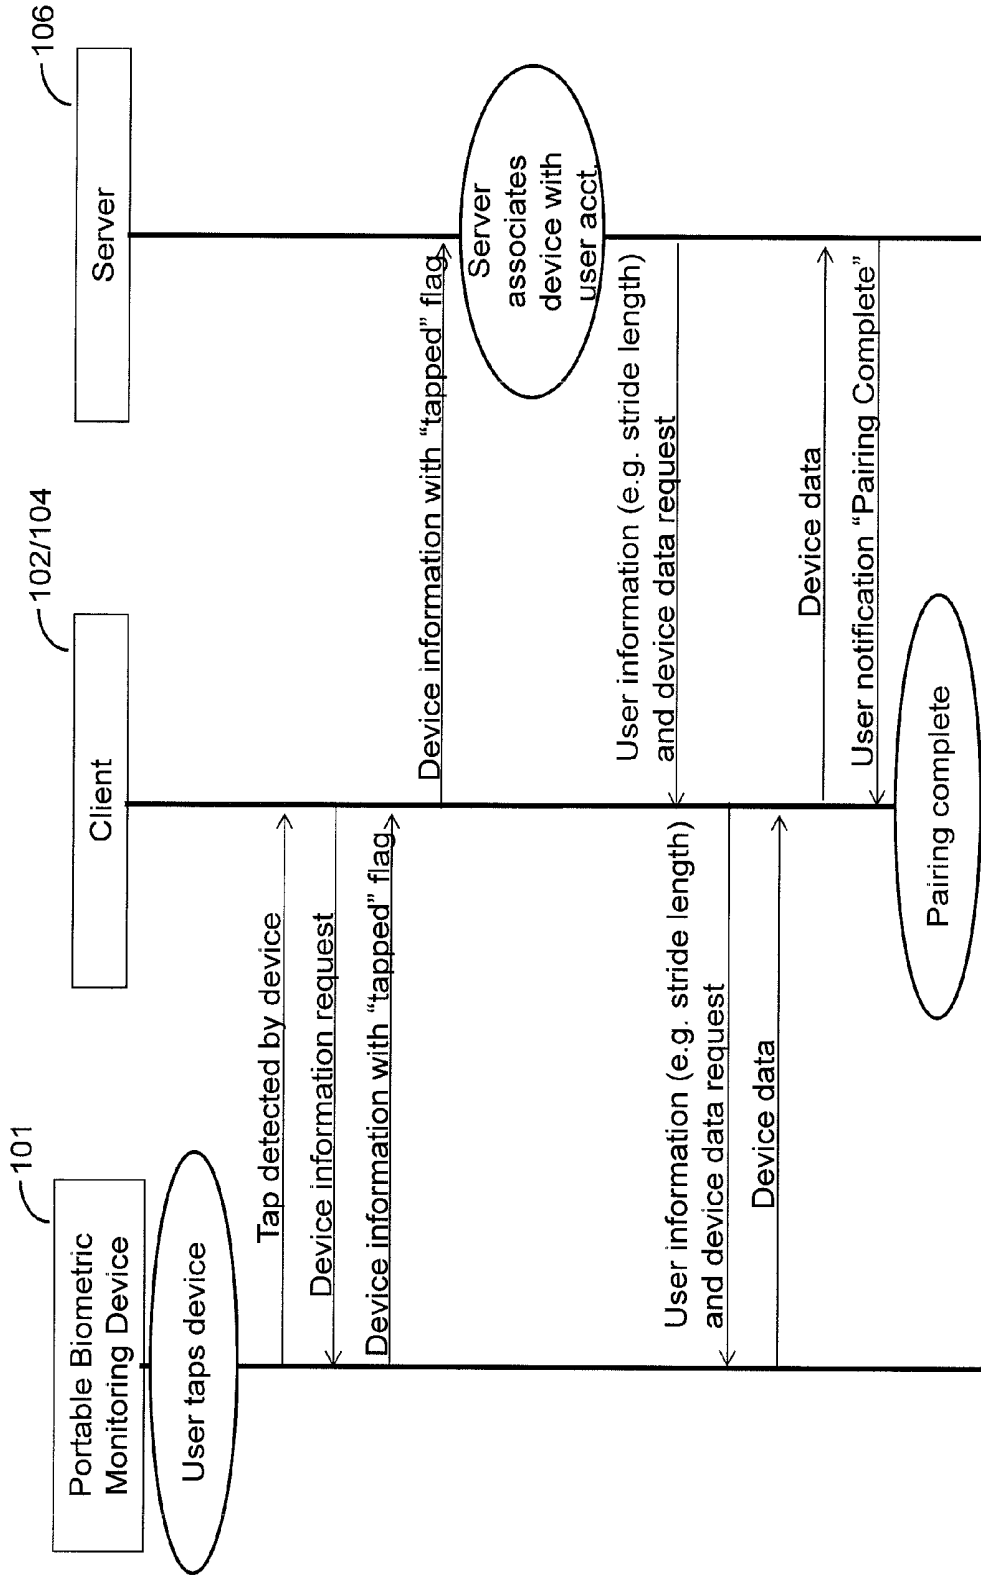 101
Portable Biometric
Monitoring Device
102/104
Client
106
Server
User taps device
Tap detected by device
Device information request
Device information with “tapped” flag
Device information with “tapped” flag
Server
associates
device with
user acct.
User information (e.g. stride length)
and device data request
User information (e.g. stride length)
and device data request
Device data
Device data
User notification “Pairing Complete”
Pairing complete